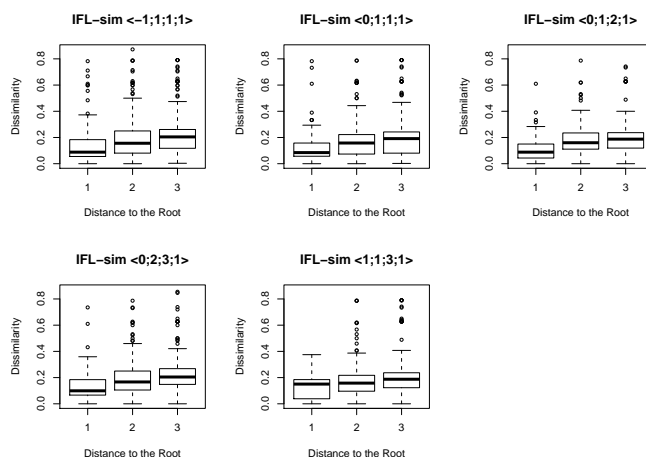 IFL−sim <−1;1;1;1>
Dissimilarity
0.0 0.2 0.4 0.6 0.8
1 2 3
Distance to the Root
IFL−sim <0;1;1;1>
Dissimilarity
0.0 0.2 0.4 0.6 0.8
1 2 3
Distance to the Root
IFL−sim <0;1;2;1>
Dissimilarity
0.0 0.2 0.4 0.6 0.8
1 2 3
Distance to the Root
IFL−sim <0;2;3;1>
Dissimilarity
0.0 0.2 0.4 0.6 0.8
1 2 3
Distance to the Root
IFL−sim <1;1;3;1>
Dissimilarity
0.0 0.2 0.4 0.6 0.8
1 2 3
Distance to the Root